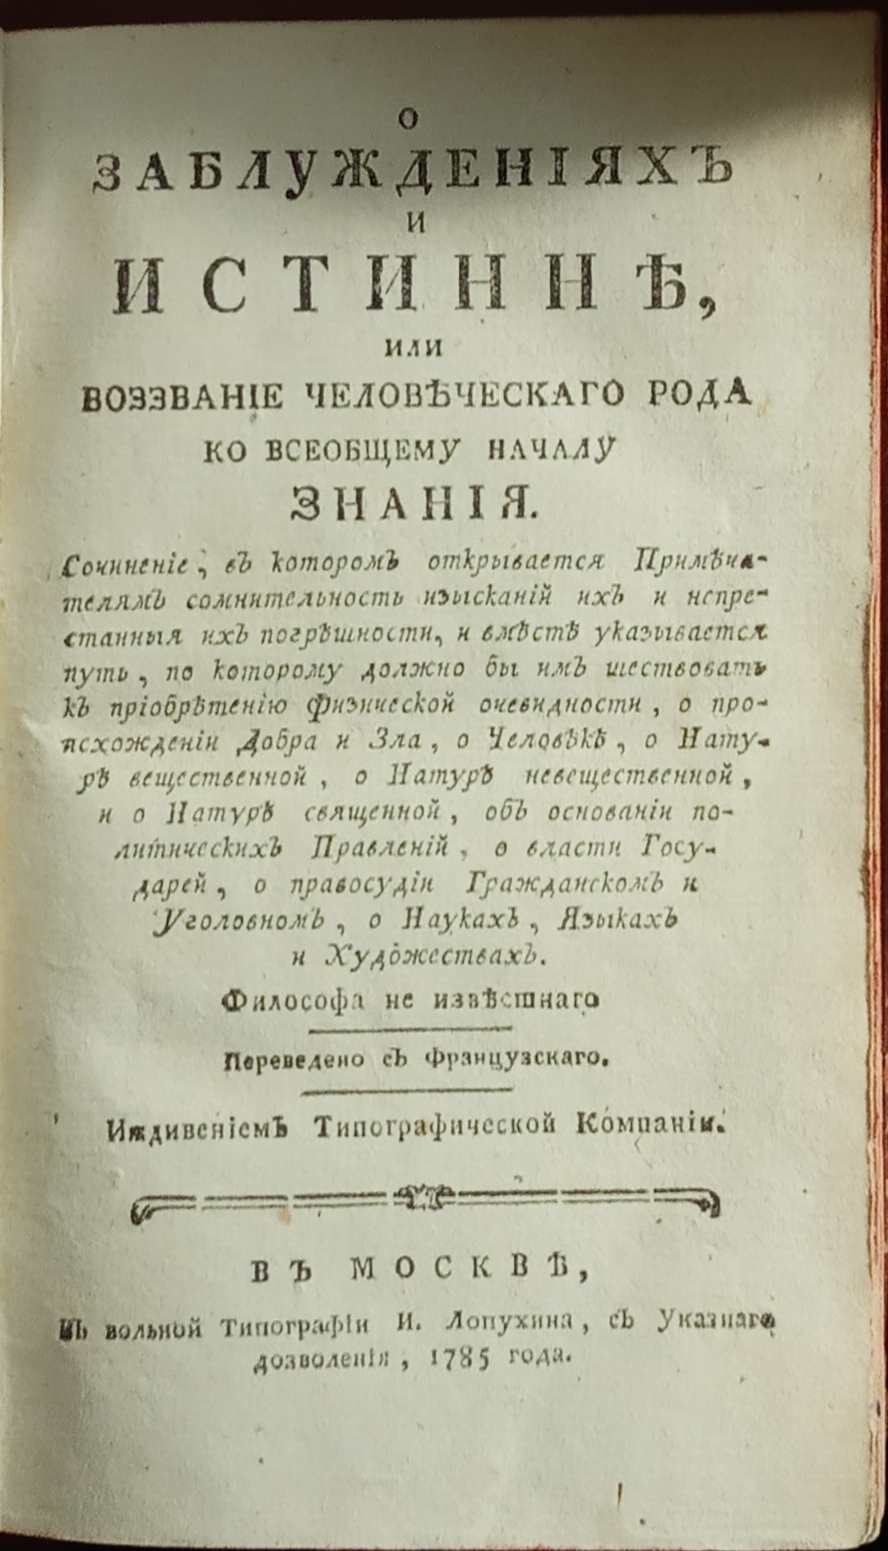 О
ЗАБЛУЖДЕНІЯХЪ
И
ИСТИННѢ,
ИЛИ
ВОЗЗВАНІЕ ЧЕЛОВѢЧЕСКАГО РОДА
КО ВСЕОБЩЕМУ НАЧАЛУ
ЗНАНІЯ.
Сочиненіе, въ которомъ открывается Примѣча-
телямъ сомнительность изысканій ихъ и непре-
станныя ихъ погрѣшности, и вмѣстѣ указывается
путь, по которому должно бы имъ шествовать
къ пріобрѣтенію физической очевидности, о про-
исхожденіи Добра и Зла, о Человѣкѣ, о Нату-
рѣ вещественной, о Натурѣ невещественной,
и о Натурѣ священной, объ основаніи по-
литическихъ Правленій, о власти Госу-
дарей, о правосудіи Гражданскомъ и
Уголовномъ, о Наукахъ, Языкахъ
и Художествахъ.
Философа не извѣстнаго
Переведено съ Французскаго.
Иждивеніемъ Типографической Компаніи.
ВЪ МОСКВѢ,
Въ вольной Типографіи И. Лопухина, съ Указнаго
дозволенія, 1785 года.